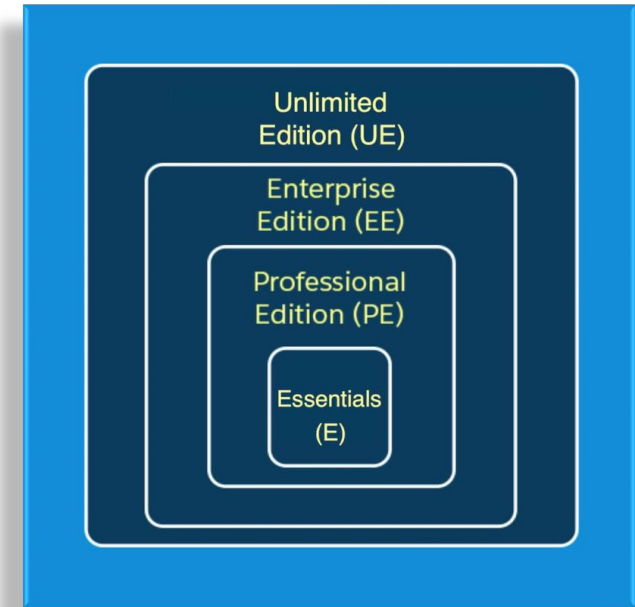 Unlimited
Edition (UE)
Enterprise
Edition (EE)
Professional
Edition (PE)
Essentials
(E)